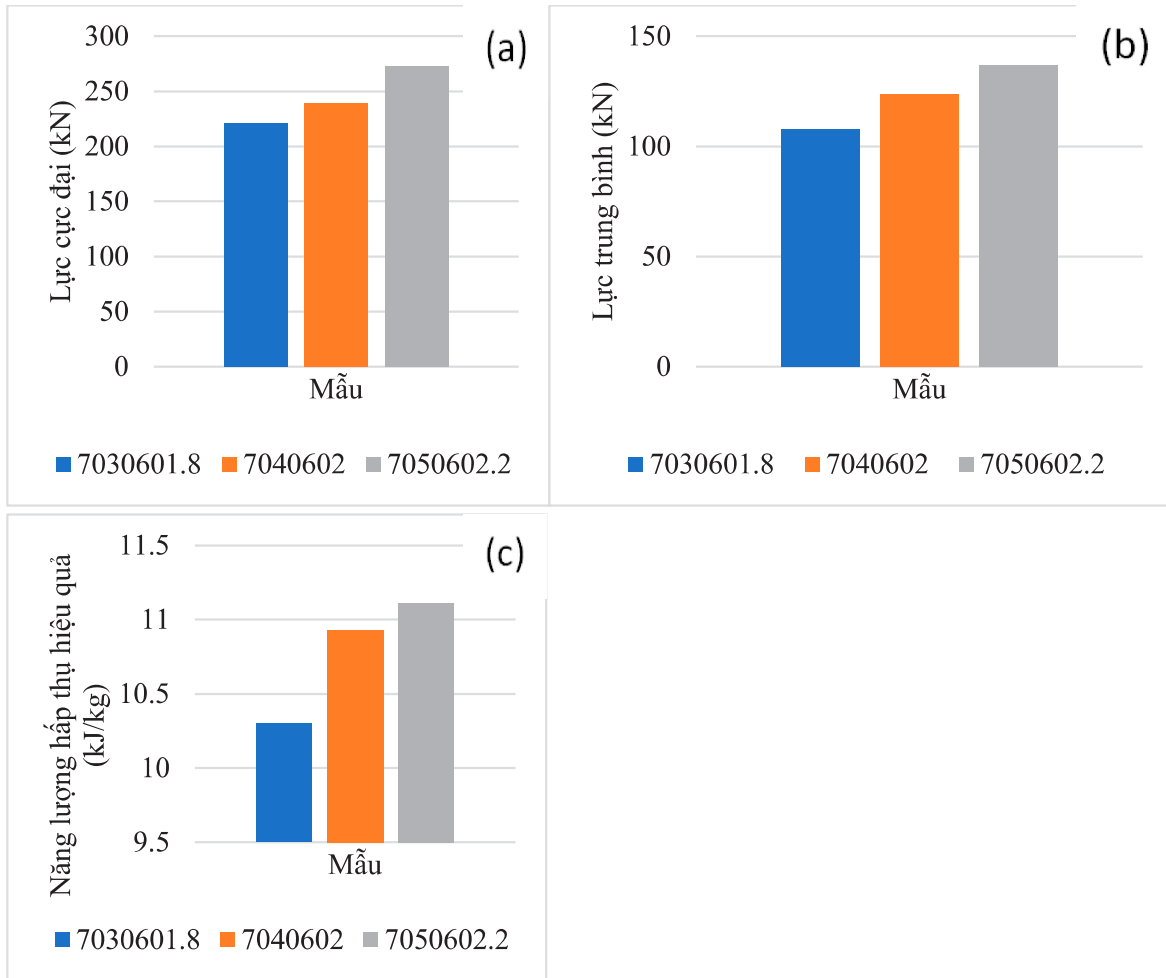 (a)
Lực cực đại (kN)
300
250
200
150
100
50
0
Mẫu
7030601.8 7040602 7050602.2
(b)
Lực trung bình (kN)
150
100
50
0
Mẫu
7030601.8 7040602 7050602.2
(c)
Năng lượng hấp thụ hiệu quả
(kJ/kg)
11.5
11
10.5
10
9.5
Mẫu
7030601.8 7040602 7050602.2